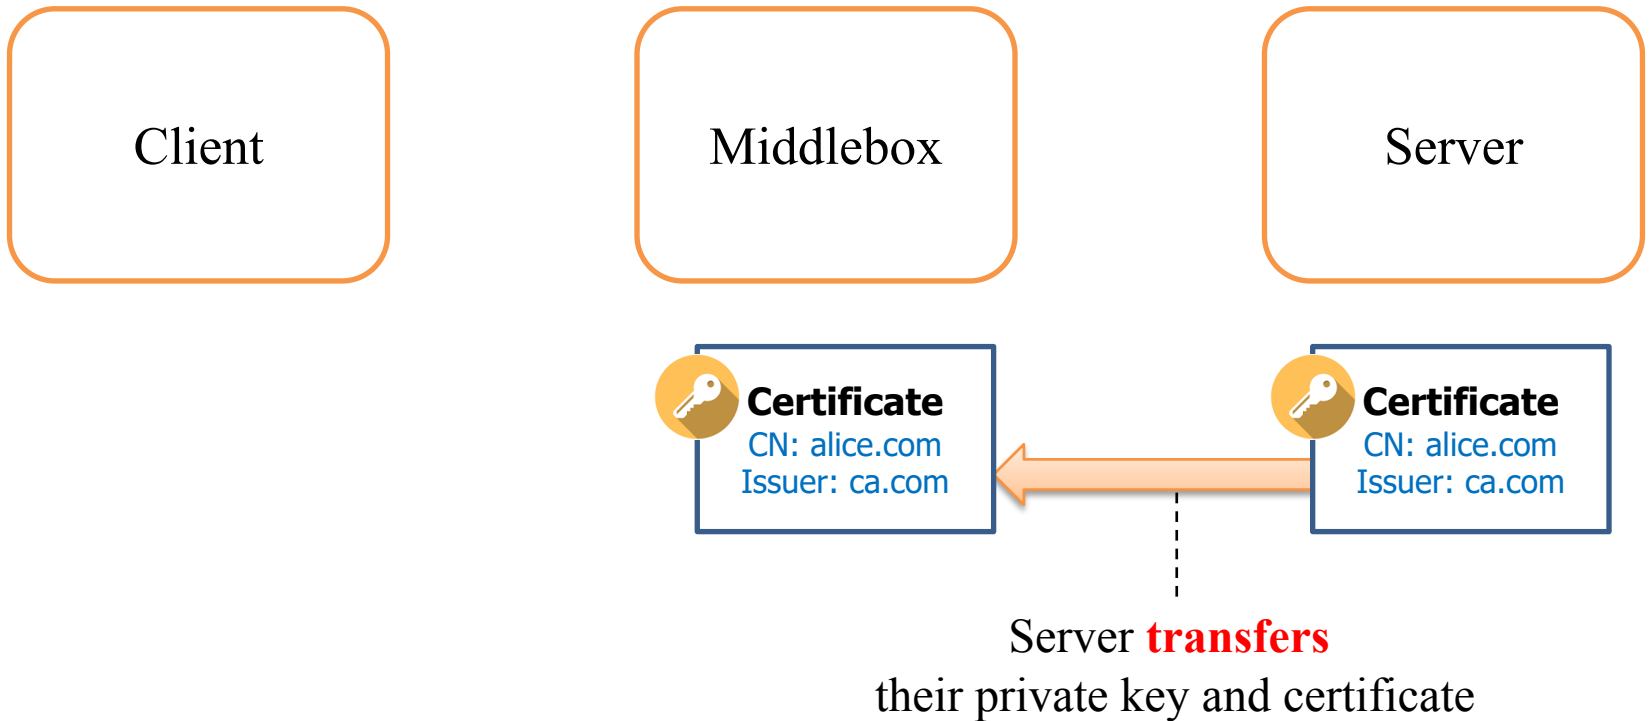 Client
Middlebox
Server
Certificate
CN: alice.com
Issuer: ca.com
Certificate
CN: alice.com
Issuer: ca.com
Server transfers
their private key and certificate